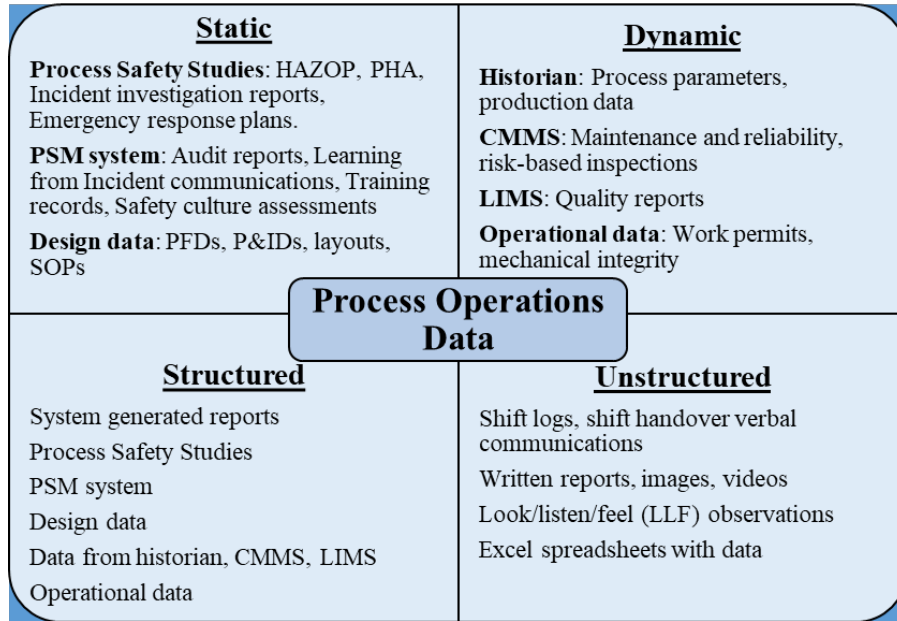 Static
Process Safety Studies: HAZOP, PHA,
Incident investigation reports,
Emergency response plans.
PSM system: Audit reports, Learning
from Incident communications, Training
records, Safety culture assessments
Design data: PFDs, P&IDs, layouts,
SOPs
Dynamic
Historian: Process parameters,
production data
CMMS: Maintenance and reliability,
risk-based inspections
LIMS: Quality reports
Operational data: Work permits,
mechanical integrity
Process Operations
Data
Structured
System generated reports
Process Safety Studies
PSM system
Design data
Data from historian, CMMS, LIMS
Operational data
Unstructured
Shift logs, shift handover verbal
communications
Written reports, images, videos
Look/listen/feel (LLF) observations
Excel spreadsheets with data